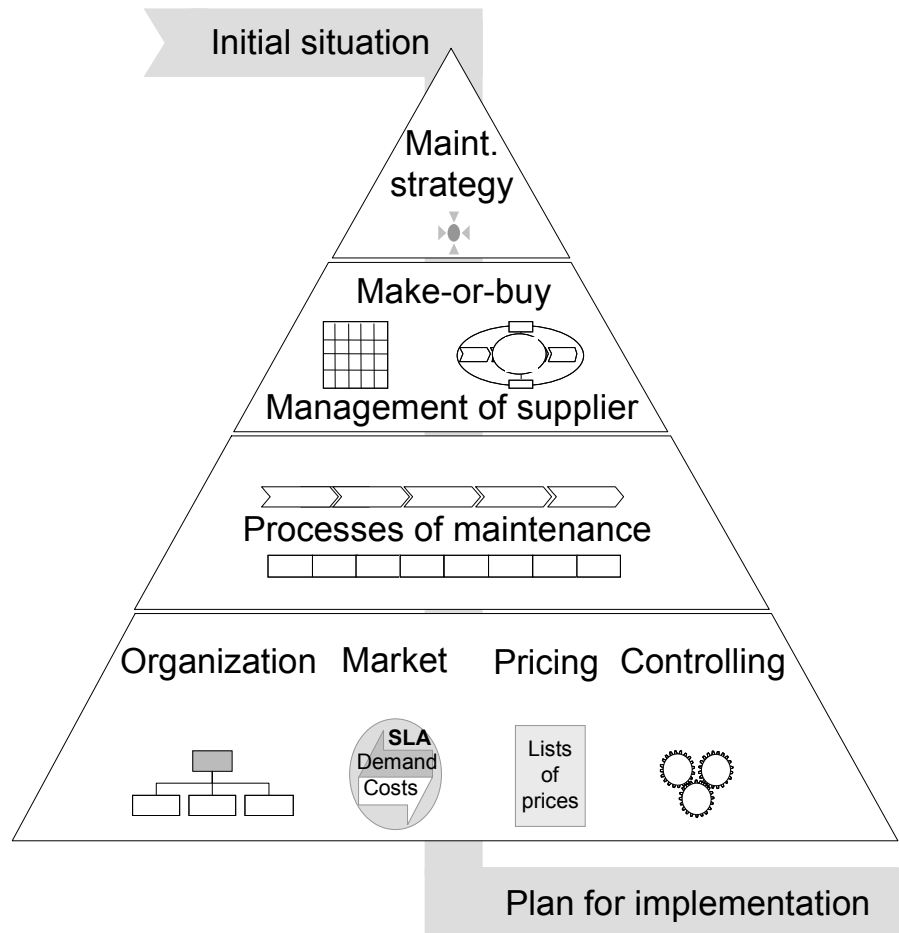 Initial situation
Maint.
strategy
Make-or-buy
Management of supplier
Processes of maintenance
Organization Market Pricing Controlling
SLA
Demand
Costs
Lists
of
prices
Plan for implementation